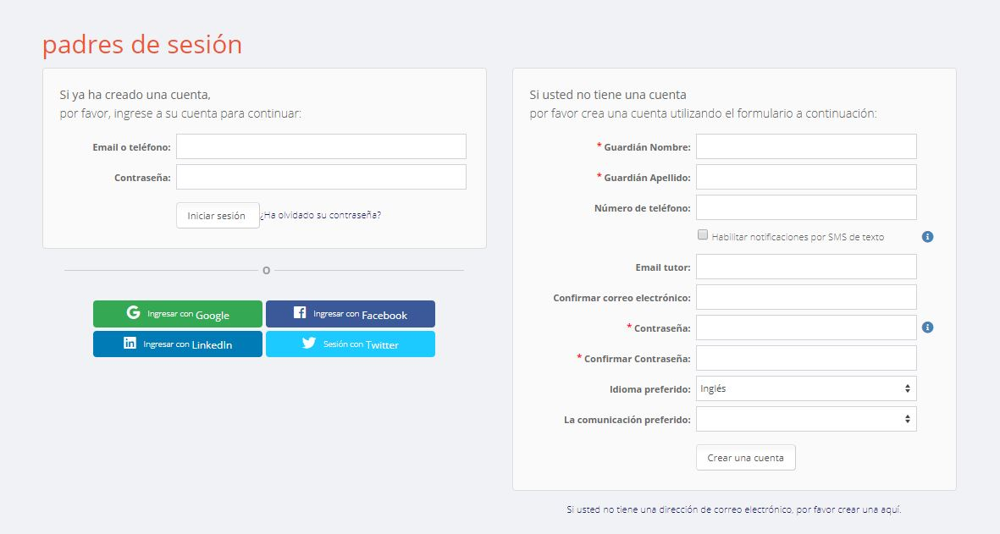 padres de sesión
Si ya ha creado una cuenta,
por favor, ingrese a su cuenta para continuar:
Email o teléfono:
Contraseña:
Iniciar sesión ¿Ha olvidado su contraseña?
O
Ingresar con Google
Ingresar con Facebook
Ingresar con LinkedIn
Sesión con Twitter
Si usted no tiene una cuenta
por favor crea una cuenta utilizando el formulario a continuación:
* Guardián Nombre:
* Guardián Apellido:
Número de teléfono:
Habilitar notificaciones por SMS de texto
Email tutor:
Confirmar correo electrónico:
* Contraseña:
* Confirmar Contraseña:
Idioma preferido: Inglés
La comunicación preferido:
Crear una cuenta
Si usted no tiene una dirección de correo electrónico, por favor crear una aquí.